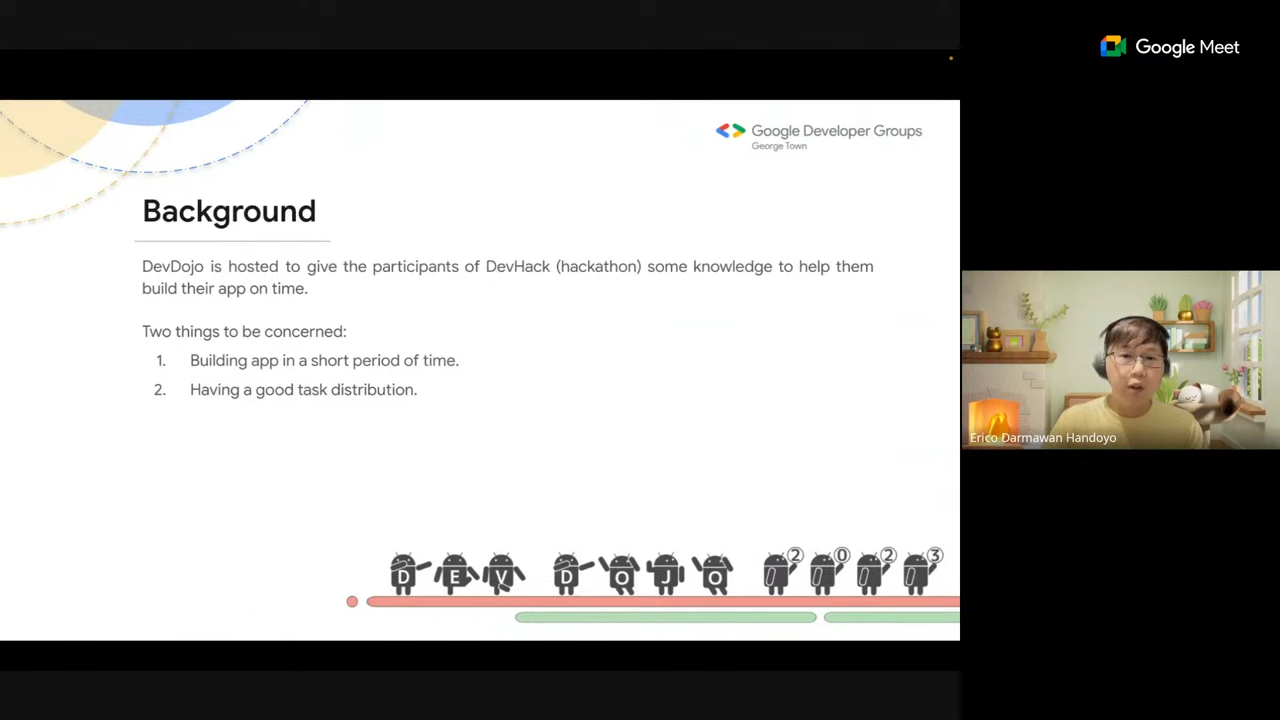 Google Meet
Google Developer Groups
George Town
Background
DevDojo is hosted to give the participants of DevHack (hackathon) some knowledge to help them
build their app on time.
Two things to be concerned:
1. Building app in a short period of time.
2. Having a good task distribution.
Erico Darmawan Handoyo
DEV DOJO 2023